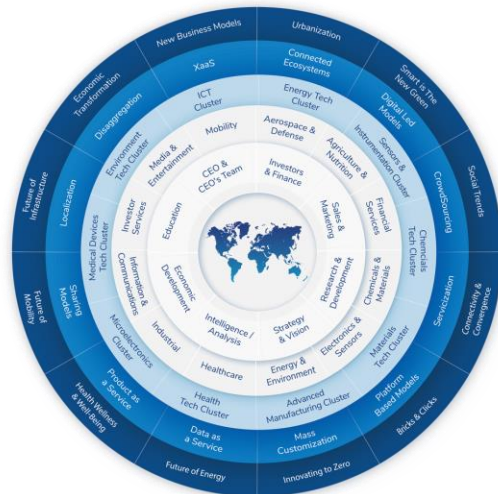 New Business Models
Urbanization
Smart is The
New Green
Social Trends
Connectivity &
Convergence
Bricks & Clicks
Innovating to Zero
Future of Energy
Health Wellness
& Well-Being
Future of
Mobility
Future of
Infrastructure
Economic
Transformation
XaaS
Connected
Ecosystems
Digital Led
Models
CrowdSourcing
Servicization
Platform
Based Models
Mass
Customization
Data as
a Service
Product as
a Service
Sharing
Models
Localization
Disaggregation
ICT
Cluster
Energy Tech
Cluster
Sensors &
Instrumentation Cluster
Chemcials
Tech Cluster
Materials
Tech Cluster
Advanced
Manufacturing Cluster
Health
Tech Cluster
Microelectronics
Cluster
Medical Devices
Tech Cluster
Environment
Tech Cluster
Mobility
Aerospace &
Defense
Agriculture &
Nutrition
Financial
Services
Chemicals &
Materials
Electronics &
Sensors
Energy &
Environment
Healthcare
Industrial
Information &
Communications
Investor
Services
Media &
Entertainment
CEO &
CEO's Team
Investors
& Finance
Sales &
Marketing
Research &
Development
Strategy
& Vision
Intelligence /
Analysis
Economic
Development
Education